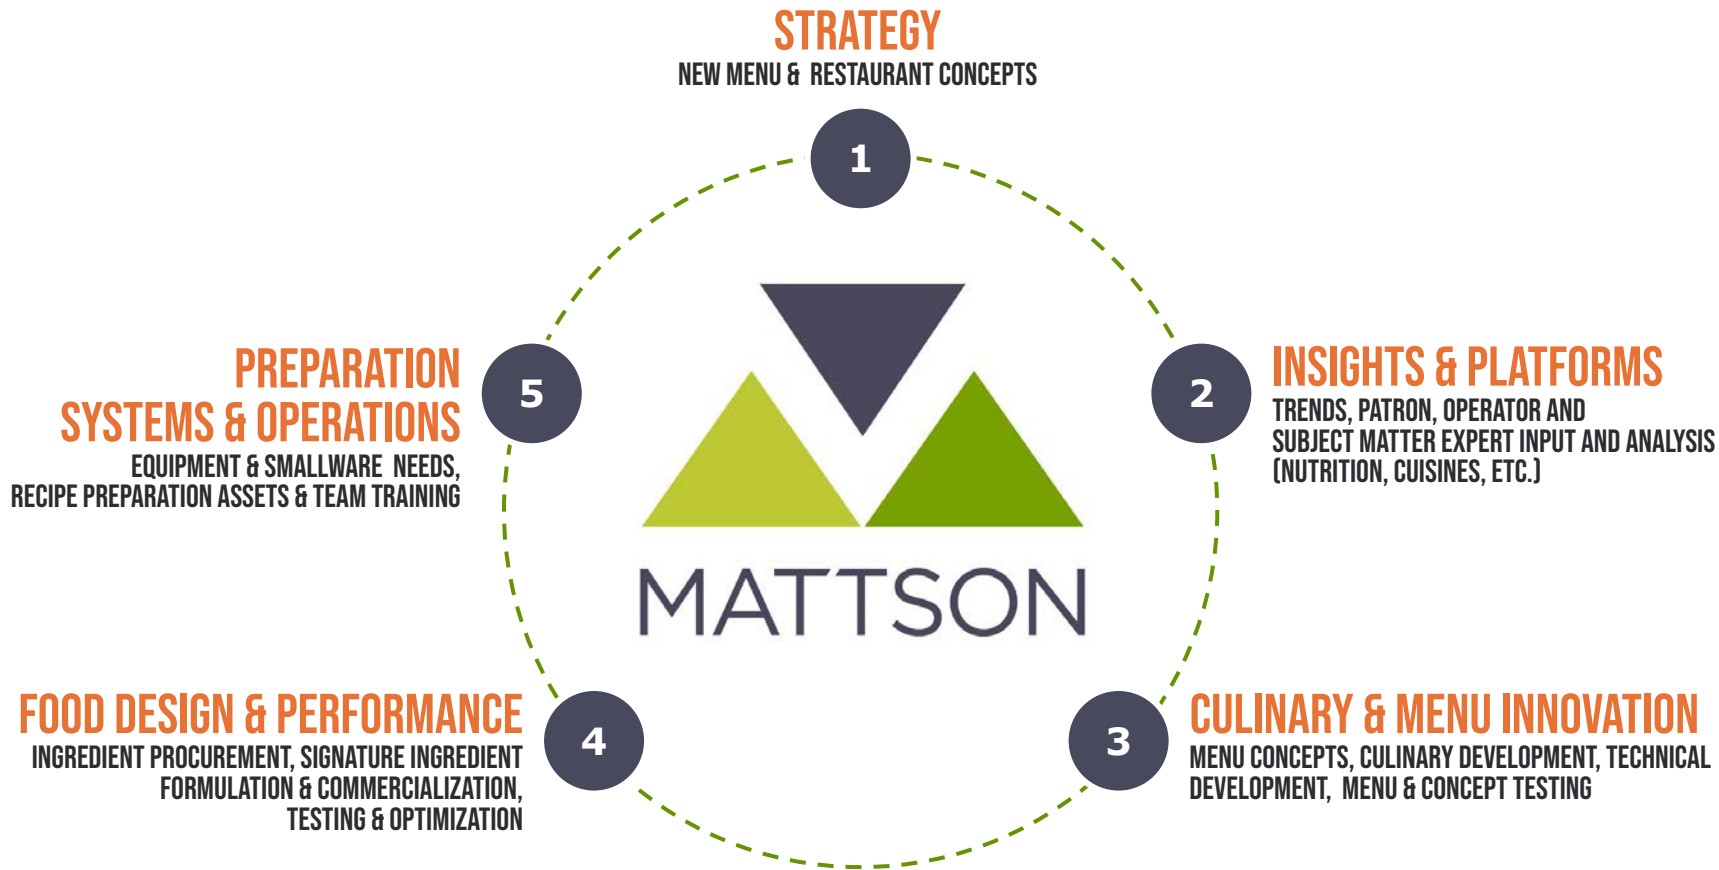 STRATEGY
NEW MENU & RESTAURANT CONCEPTS
1
2
INSIGHTS & PLATFORMS
TRENDS, PATRON, OPERATOR AND
SUBJECT MATTER EXPERT INPUT AND ANALYSIS
(NUTRITION, CUISINES, ETC.)
3
CULINARY & MENU INNOVATION
MENU CONCEPTS, CULINARY DEVELOPMENT, TECHNICAL
DEVELOPMENT, MENU & CONCEPT TESTING
4
FOOD DESIGN & PERFORMANCE
INGREDIENT PROCUREMENT, SIGNATURE INGREDIENT
FORMULATION & COMMERCIALIZATION,
TESTING & OPTIMIZATION
5
PREPARATION
SYSTEMS & OPERATIONS
EQUIPMENT & SMALLWARE NEEDS,
RECIPE PREPARATION ASSETS & TEAM TRAINING
MATTSON